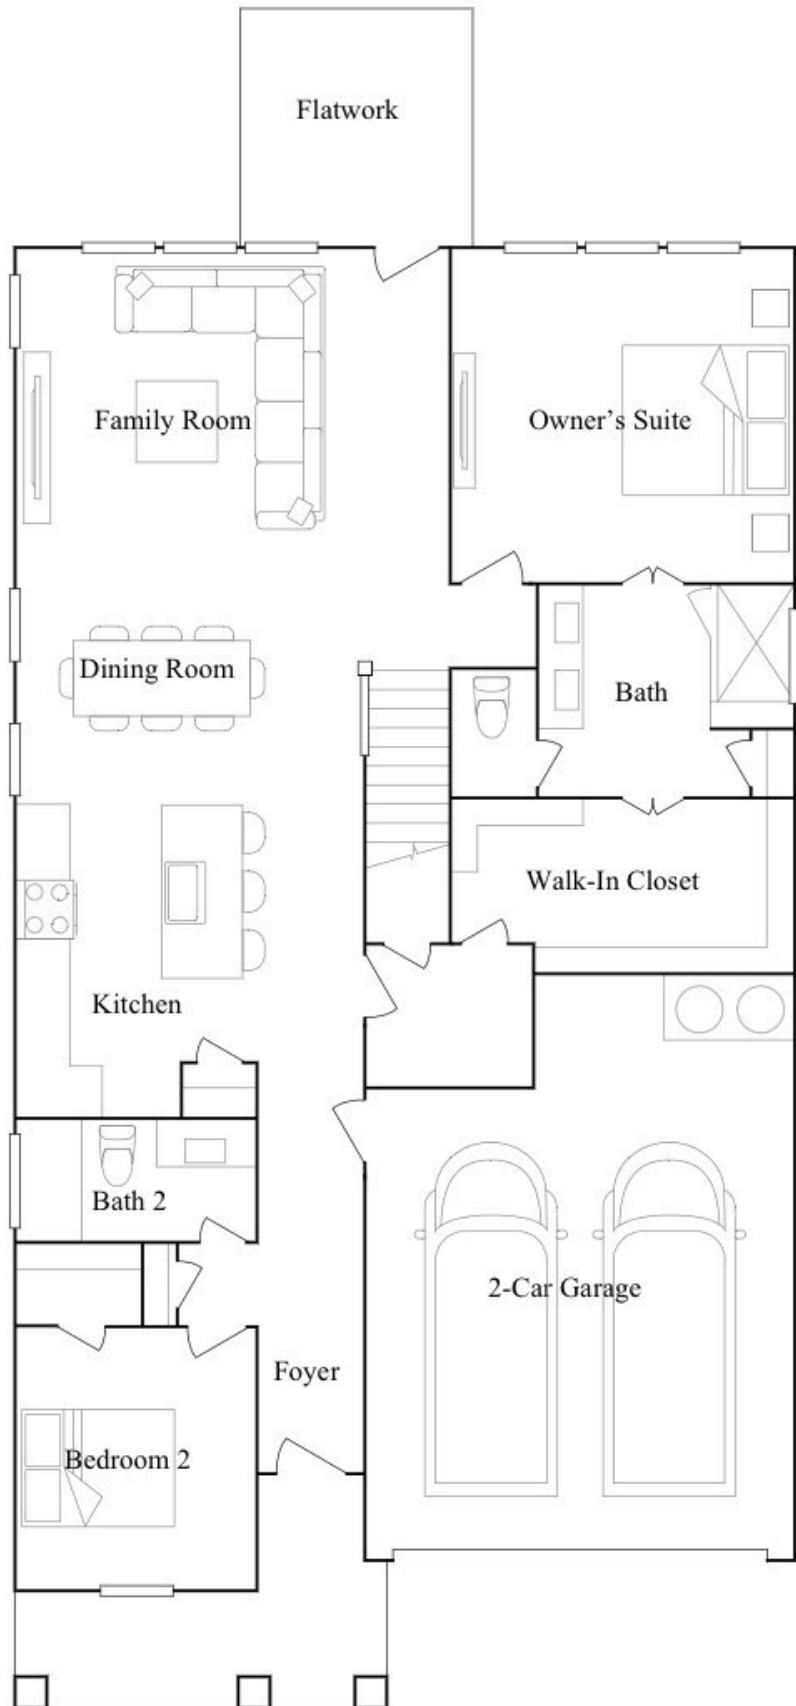 Flatwork
Family Room
Owner’s Suite
Dining Room
Bath
Walk-In Closet
Kitchen
Bath 2
2-Car Garage
Foyer
Bedroom 2